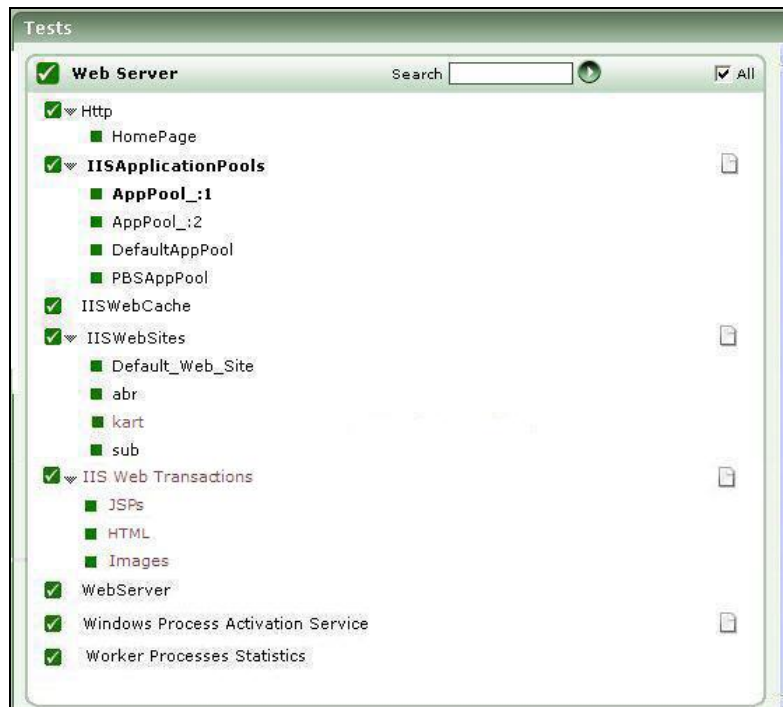 Tests
Web Server Search All
Http
HomePage
IISApplicationPools
AppPool_:1
AppPool_:2
DefaultAppPool
PBSAppPool
IISWebCache
IISWebSites
Default_Web_Site
abr
kart
sub
IIS Web Transactions
JSPs
HTML
Images
WebServer
Windows Process Activation Service
Worker Processes Statistics